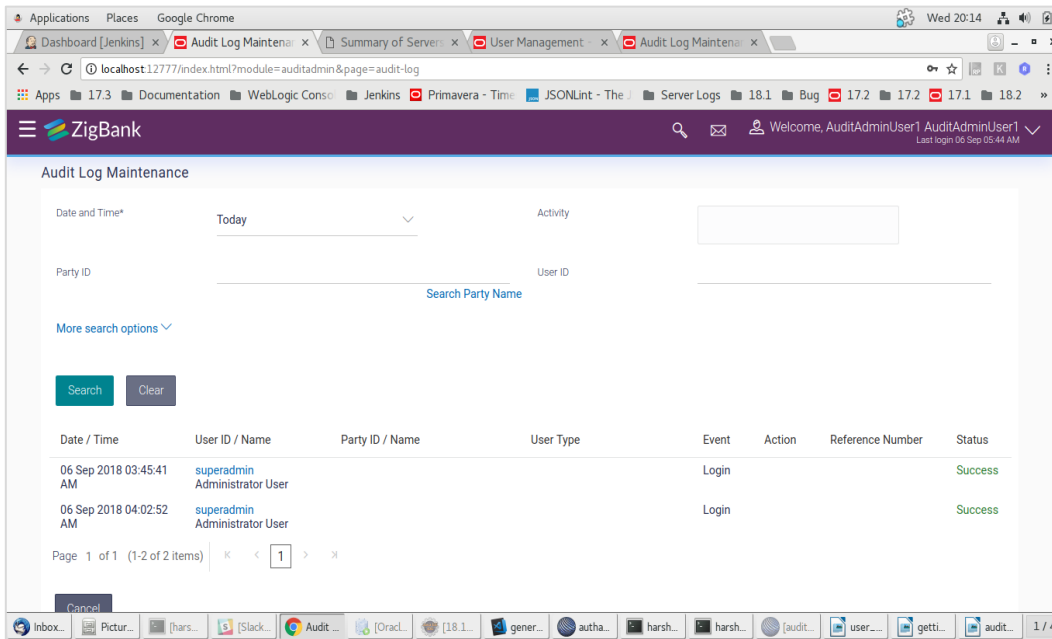 Applications Places Google Chrome Wed 20:14
Dashboard [Jenkins] × Audit Log Maintenan × Summary of Servers × User Management - × Audit Log Maintenan ×
localhost:12777/index.html?module=auditadmin&page=audit-log
Apps 17.3 Documentation WebLogic Conso Jenkins Primavera - Time JSONLint - The J Server Logs 18.1 Bug 17.2 17.2 17.1 18.2 »
ZigBank Welcome, AuditAdminUser1 AuditAdminUser1
Last login 06 Sep 05:44 AM
Audit Log Maintenance
Date and Time* Today Activity
Party ID User ID
Search Party Name
More search options
Search Clear
Date / Time User ID / Name Party ID / Name User Type Event Action Reference Number Status
06 Sep 2018 03:45:41 AM superadmin Administrator User Login Success
06 Sep 2018 04:02:52 AM superadmin Administrator User Login Success
Page 1 of 1 (1-2 of 2 items) 1
Cancel
Inbox... Pictur... [hars... [Slack... Audit ... [Oracl... [18.1... gener... autha... harsh... harsh... [audit... user_... getti... audit... 1/4